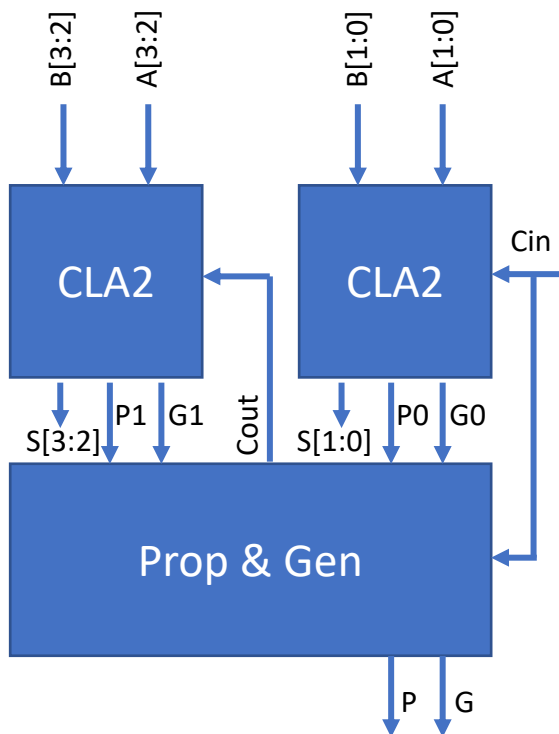 B[3:2]
A[3:2]
B[1:0]
A[1:0]
Cin
CLA2
CLA2
P1
G1
Cout
P0
G0
S[3:2]
S[1:0]
Prop & Gen
P
G